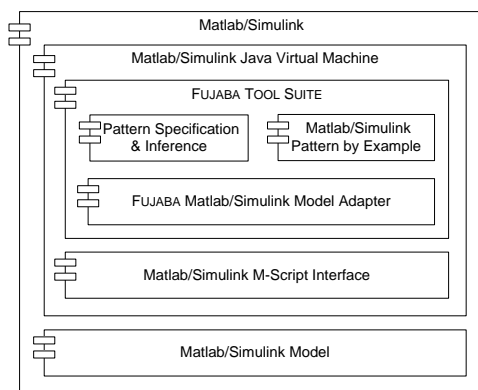 Matlab/Simulink
Matlab/Simulink Java Virtual Machine
FUJABA TOOL SUITE
Pattern Specification
& Inference
Matlab/Simulink
Pattern by Example
FUJABA Matlab/Simulink Model Adapter
Matlab/Simulink M-Script Interface
Matlab/Simulink Model